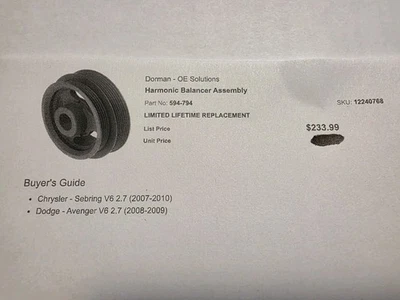 Dorman - OE Solutions
Harmonic Balancer Assembly
Part No: 594-794
SKU: 12240768
LIMITED LIFETIME REPLACEMENT
List Price $233.99
Unit Price
Buyer's Guide
• Chrysler - Sebring V6 2.7 (2007-2010)
• Dodge - Avenger V6 2.7 (2008-2009)